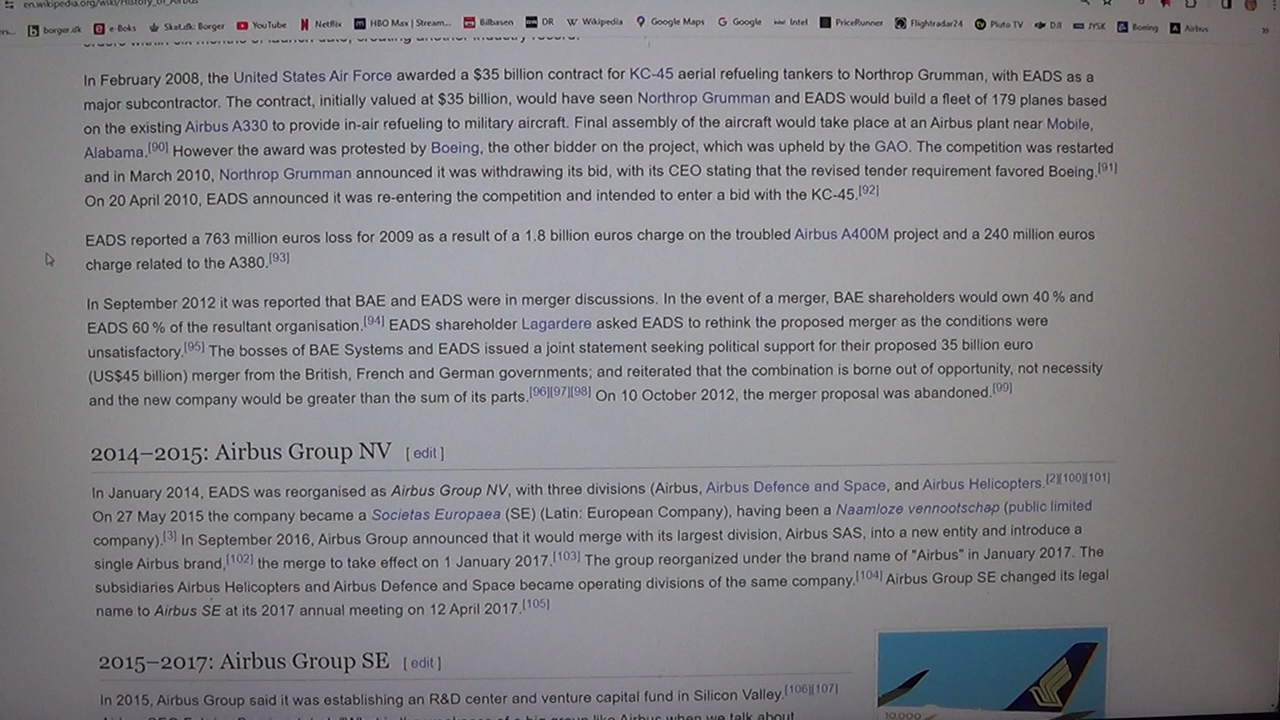 en.wikipedia.org/wiki/History_of_Airbus
borger.dk e-Boks Skat.dk: Borger YouTube Netflix HBO Max | Stream... Bilbasen DR Wikipedia Google Maps Google Intel PriceRunner Flightradar24 Pluto TV DJI JYSK Boeing Airbus
In February 2008, the United States Air Force awarded a $35 billion contract for KC-45 aerial refueling tankers to Northrop Grumman, with EADS as a
major subcontractor. The contract, initially valued at $35 billion, would have seen Northrop Grumman and EADS would build a fleet of 179 planes based
on the existing Airbus A330 to provide in-air refueling to military aircraft. Final assembly of the aircraft would take place at an Airbus plant near Mobile,
Alabama.[90] However the award was protested by Boeing, the other bidder on the project, which was upheld by the GAO. The competition was restarted
and in March 2010, Northrop Grumman announced it was withdrawing its bid, with its CEO stating that the revised tender requirement favored Boeing.[91]
On 20 April 2010, EADS announced it was re-entering the competition and intended to enter a bid with the KC-45.[92]
EADS reported a 763 million euros loss for 2009 as a result of a 1.8 billion euros charge on the troubled Airbus A400M project and a 240 million euros
charge related to the A380.[93]
In September 2012 it was reported that BAE and EADS were in merger discussions. In the event of a merger, BAE shareholders would own 40 % and
EADS 60 % of the resultant organisation.[94] EADS shareholder Lagardere asked EADS to rethink the proposed merger as the conditions were
unsatisfactory.[95] The bosses of BAE Systems and EADS issued a joint statement seeking political support for their proposed 35 billion euro
(US$45 billion) merger from the British, French and German governments; and reiterated that the combination is borne out of opportunity, not necessity
and the new company would be greater than the sum of its parts.[96][97][98] On 10 October 2012, the merger proposal was abandoned.[99]
2014–2015: Airbus Group NV [ edit ]
In January 2014, EADS was reorganised as Airbus Group NV, with three divisions (Airbus, Airbus Defence and Space, and Airbus Helicopters.[2][100][101]
On 27 May 2015 the company became a Societas Europaea (SE) (Latin: European Company), having been a Naamloze vennootschap (public limited
company).[3] In September 2016, Airbus Group announced that it would merge with its largest division, Airbus SAS, into a new entity and introduce a
single Airbus brand,[102] the merge to take effect on 1 January 2017.[103] The group reorganized under the brand name of "Airbus" in January 2017. The
subsidiaries Airbus Helicopters and Airbus Defence and Space became operating divisions of the same company.[104] Airbus Group SE changed its legal
name to Airbus SE at its 2017 annual meeting on 12 April 2017.[105]
2015–2017: Airbus Group SE [ edit ]
In 2015, Airbus Group said it was establishing an R&D center and venture capital fund in Silicon Valley.[106][107]
10,000